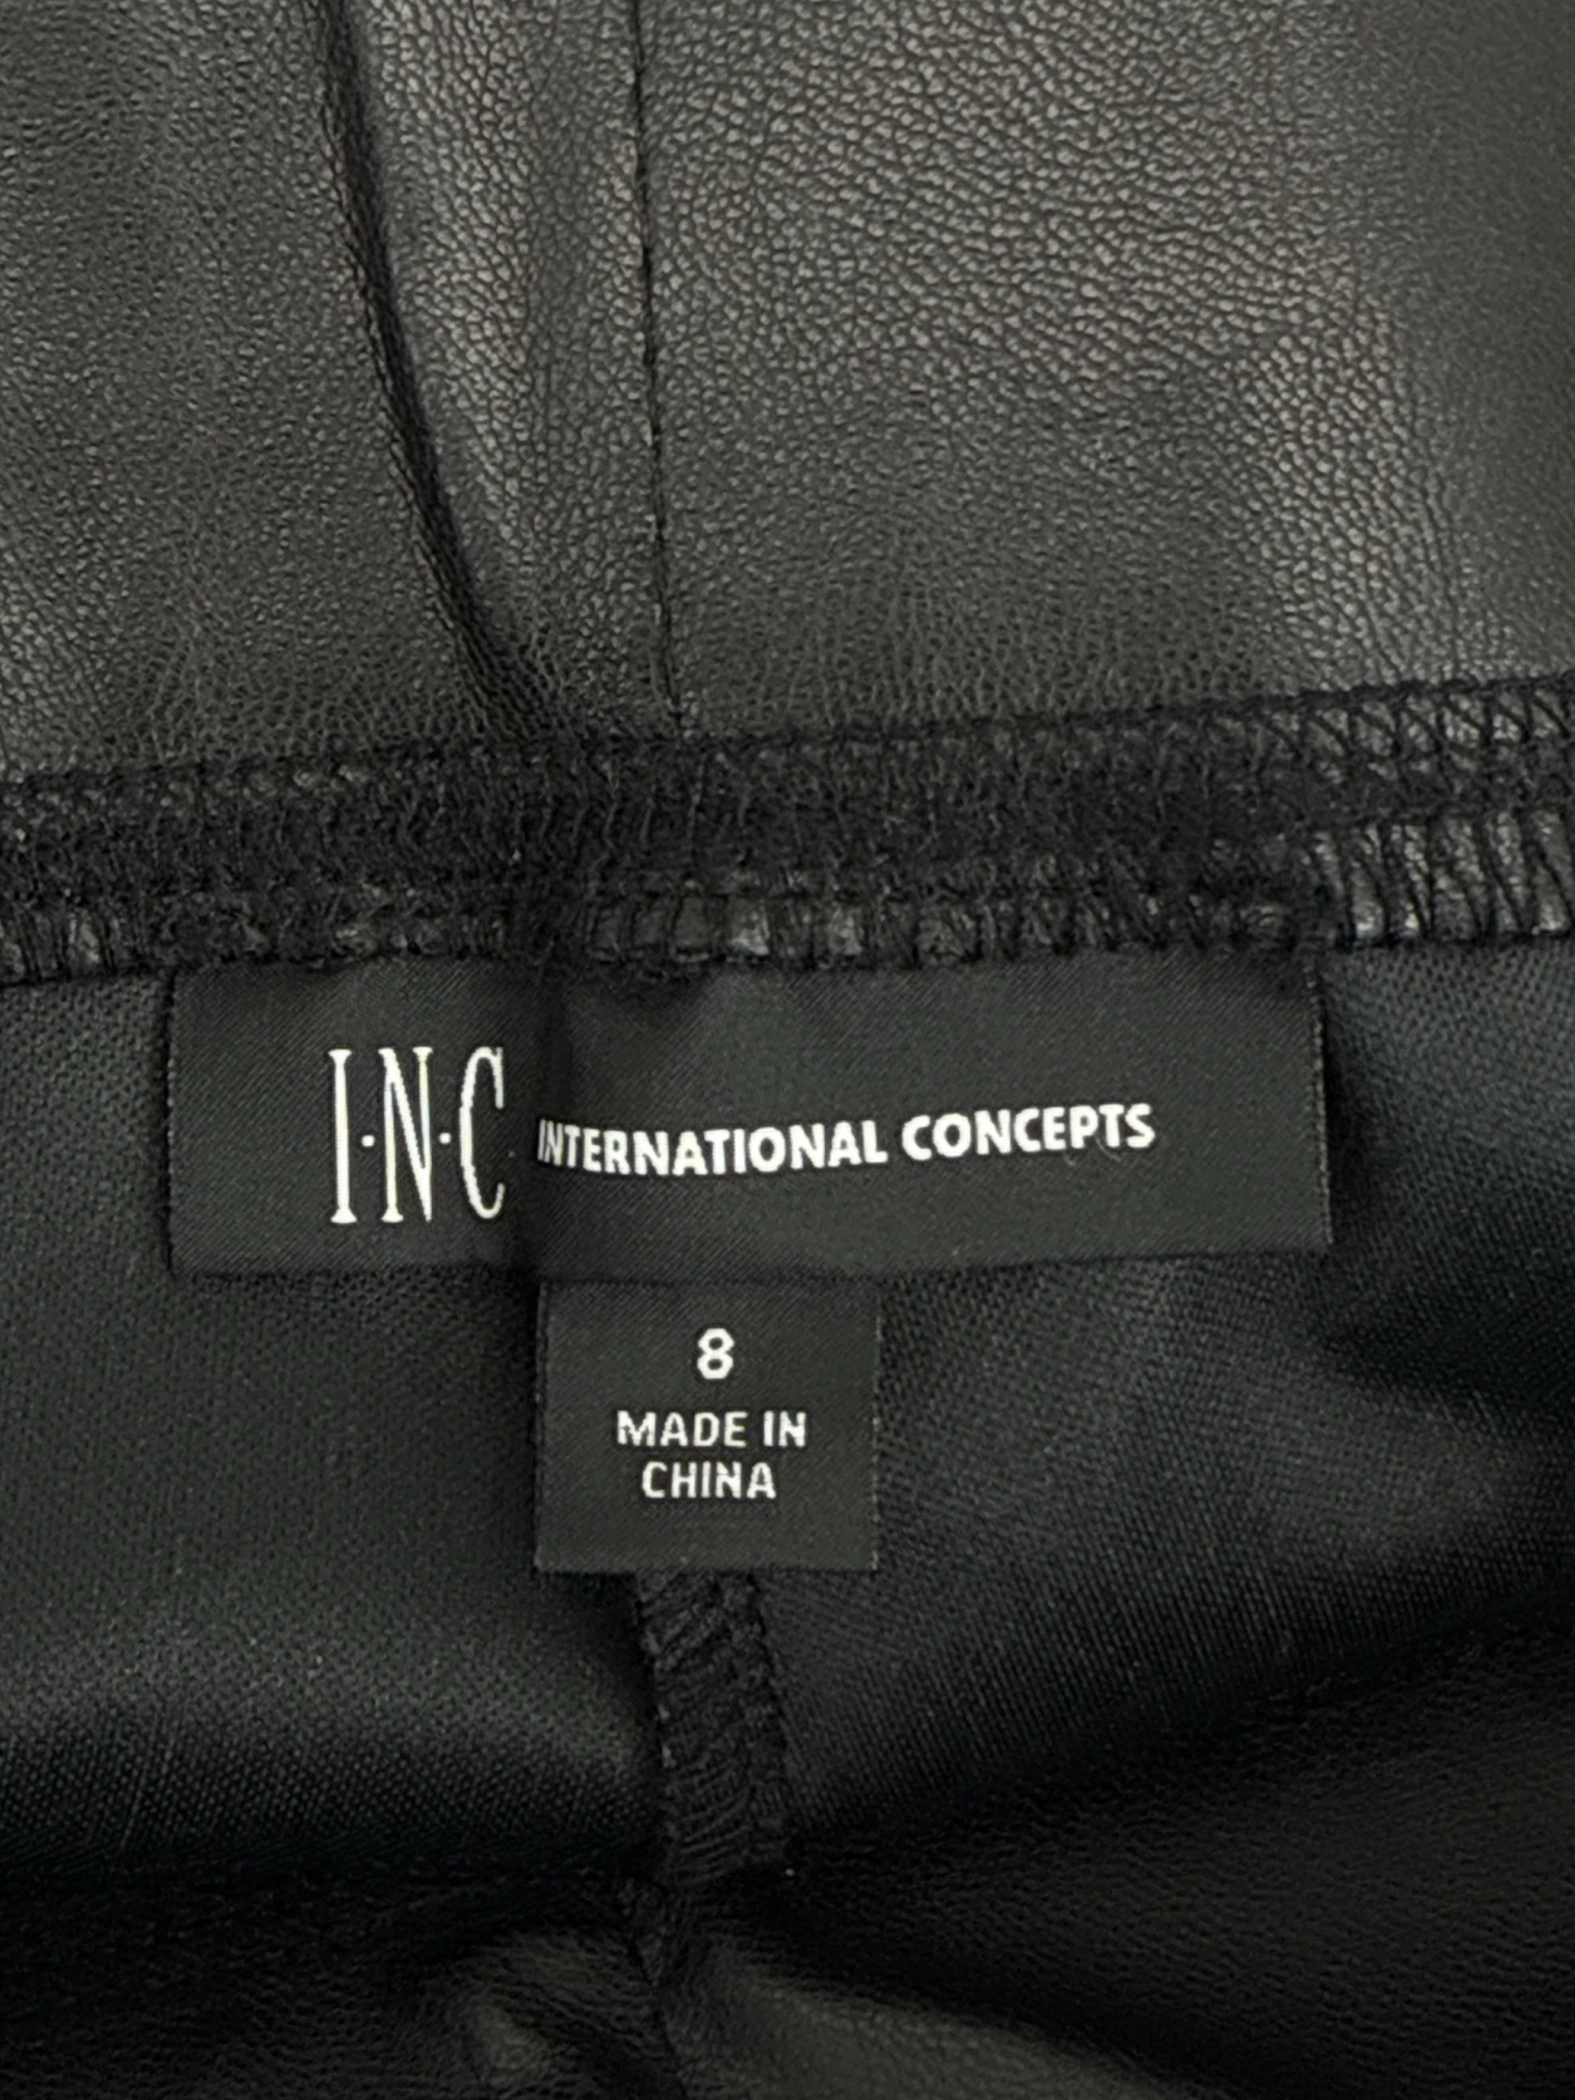 I·N·C INTERNATIONAL CONCEPTS
8
MADE IN
CHINA